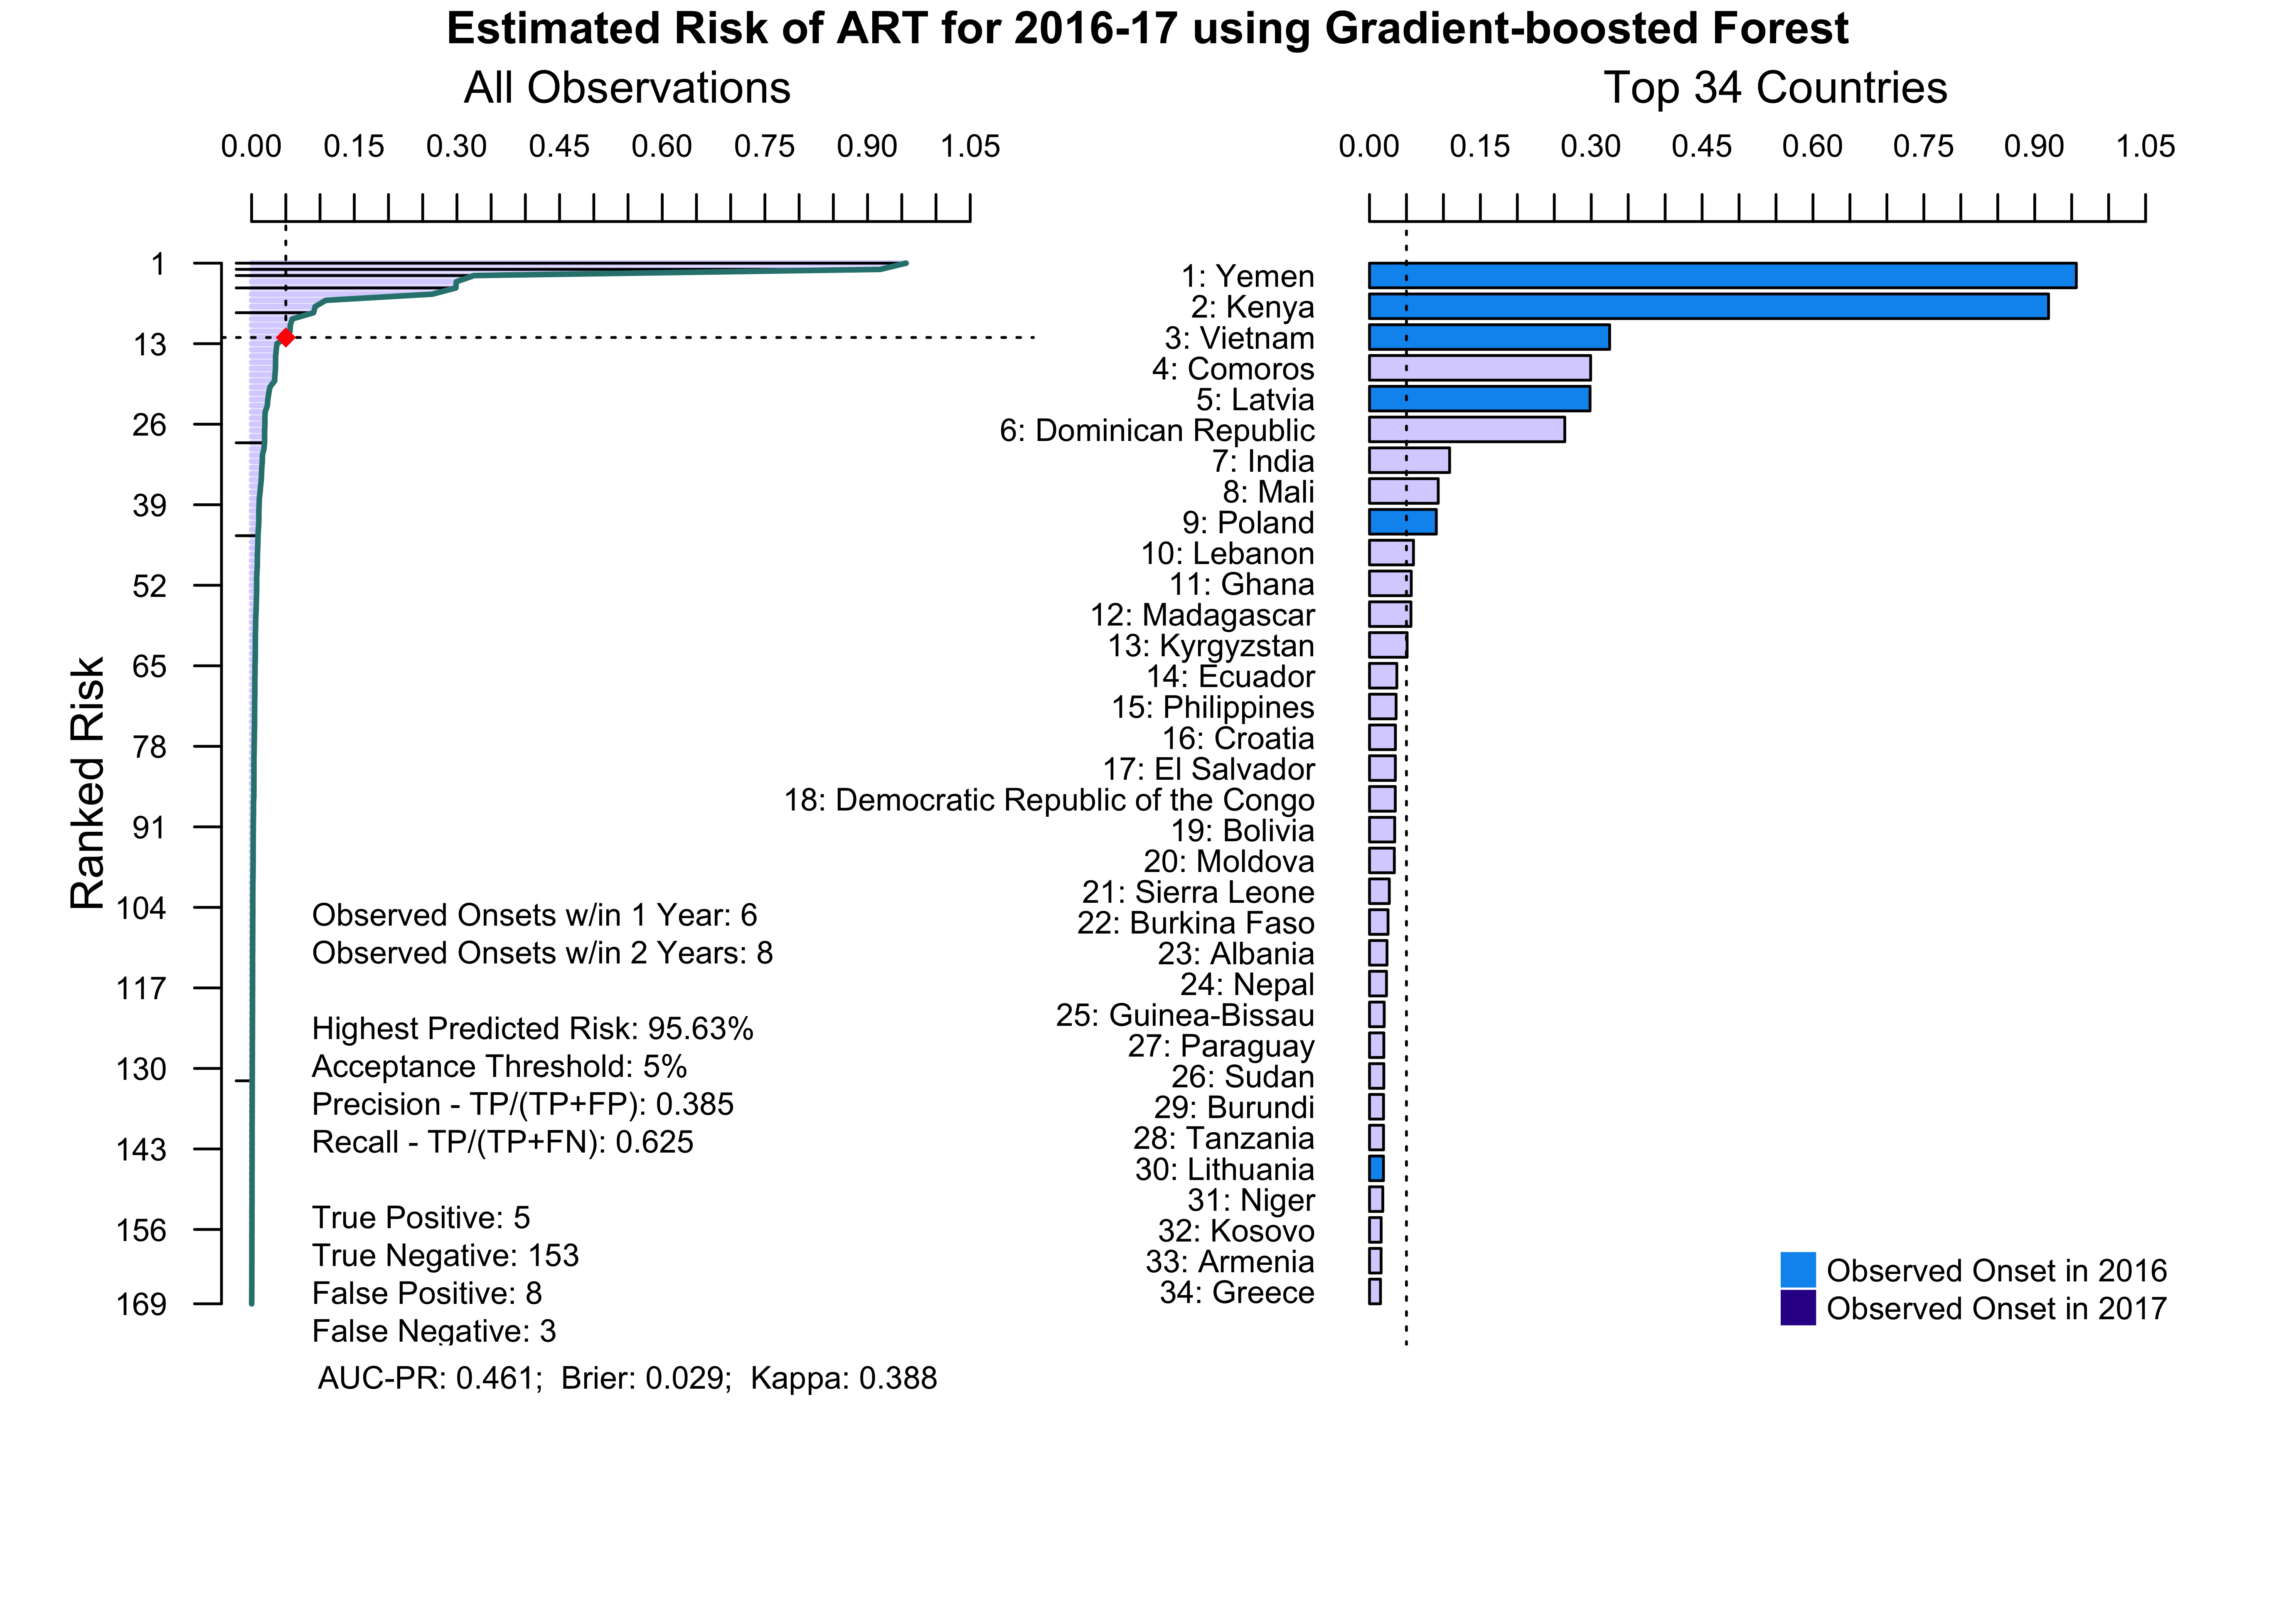 Estimated Risk of ART for 2016-17 using Gradient-boosted Forest
All Observations
0.00 0.15 0.30 0.45 0.60 0.75 0.90 1.05
Ranked Risk
1
13
26
39
52
65
78
91
104
117
130
143
156
169
Observed Onsets w/in 1 Year: 6
Observed Onsets w/in 2 Years: 8
Highest Predicted Risk: 95.63%
Acceptance Threshold: 5%
Precision - TP/(TP+FP): 0.385
Recall - TP/(TP+FN): 0.625
True Positive: 5
True Negative: 153
False Positive: 8
False Negative: 3
AUC-PR: 0.461; Brier: 0.029; Kappa: 0.388
Top 34 Countries
0.00 0.15 0.30 0.45 0.60 0.75 0.90 1.05
1: Yemen
2: Kenya
3: Vietnam
4: Comoros
5: Latvia
6: Dominican Republic
7: India
8: Mali
9: Poland
10: Lebanon
11: Ghana
12: Madagascar
13: Kyrgyzstan
14: Ecuador
15: Philippines
16: Croatia
17: El Salvador
18: Democratic Republic of the Congo
19: Bolivia
20: Moldova
21: Sierra Leone
22: Burkina Faso
23: Albania
24: Nepal
25: Guinea-Bissau
27: Paraguay
26: Sudan
29: Burundi
28: Tanzania
30: Lithuania
31: Niger
32: Kosovo
33: Armenia
34: Greece
Observed Onset in 2016
Observed Onset in 2017